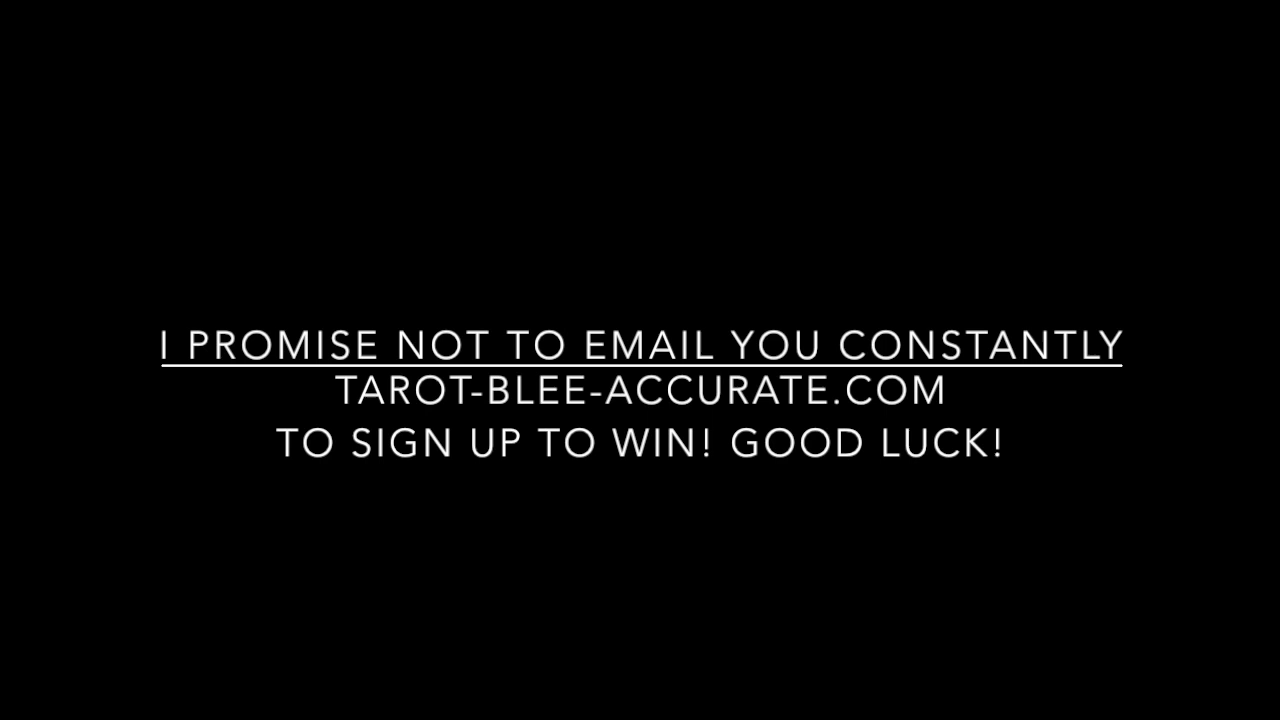 I PROMISE NOT TO EMAIL YOU CONSTANTLY
TAROT-BLEE-ACCURATE.COM
TO SIGN UP TO WIN! GOOD LUCK!